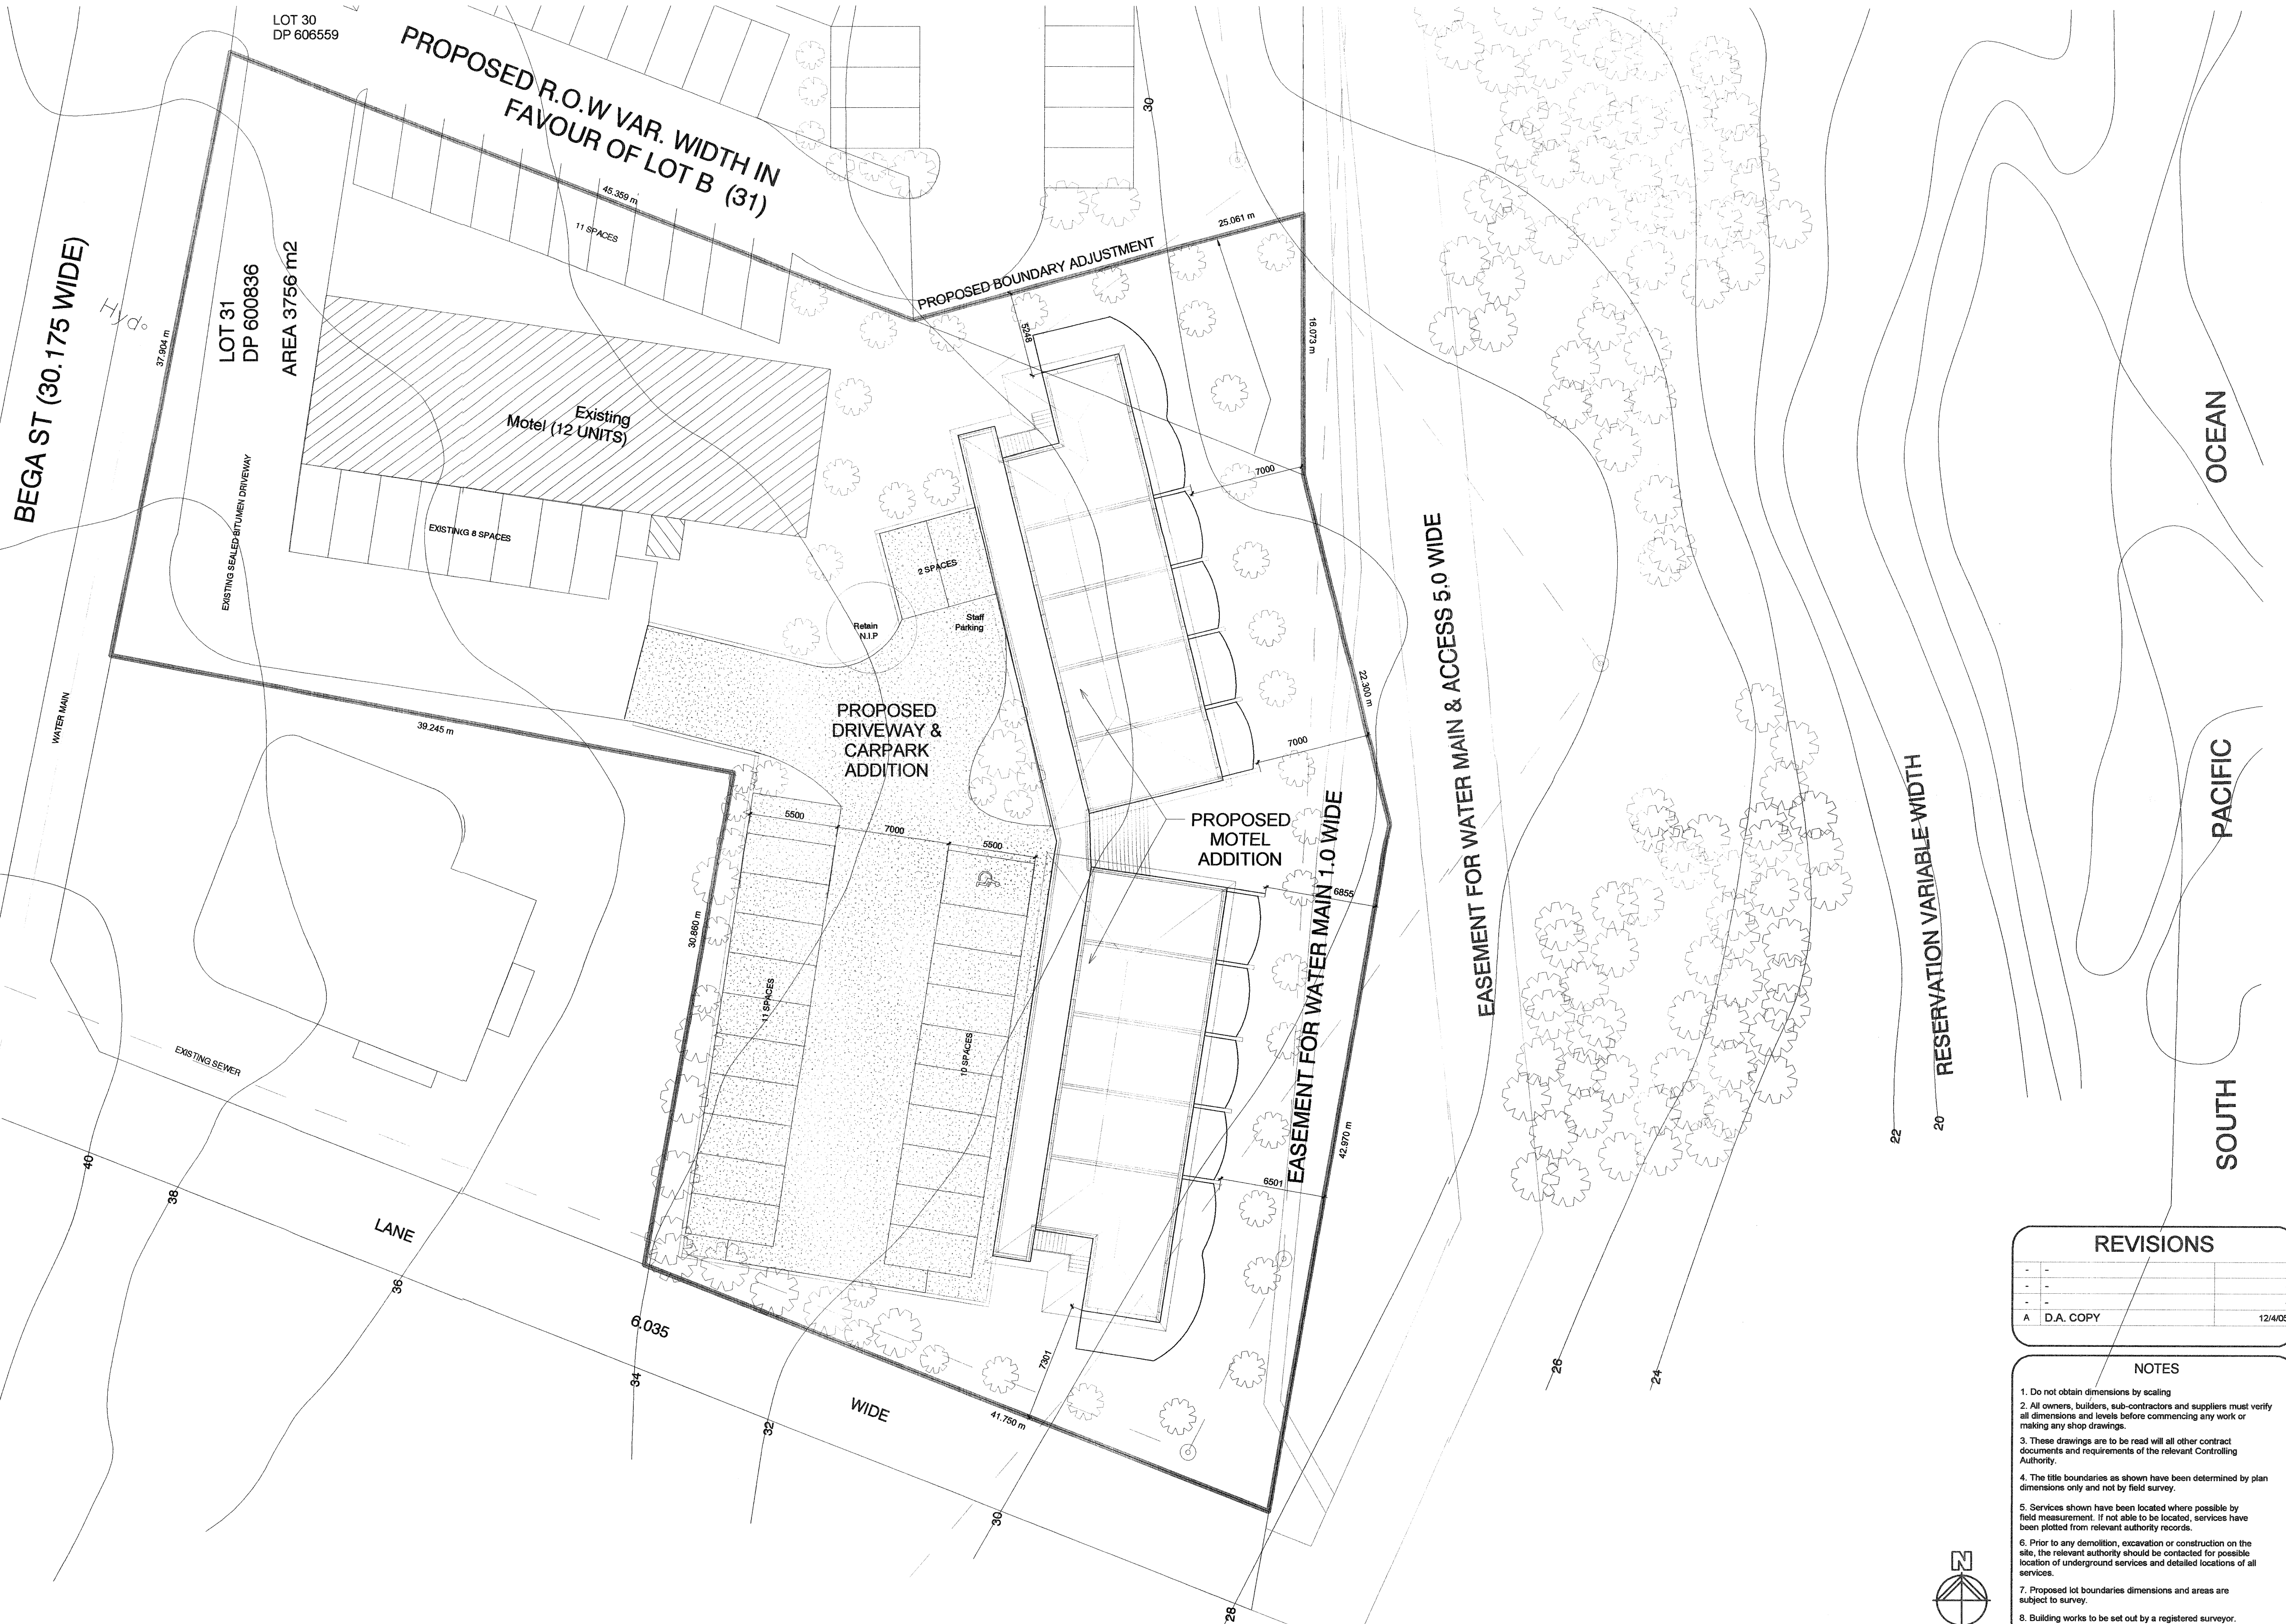 LOT 30
DP 606559
PROPOSED R.O.W VAR. WIDTH IN
FAVOUR OF LOT B (31)
45.359 m
11 SPACES
30
25.061 m
PROPOSED BOUNDARY ADJUSTMENT
16.073 m
5248
BEGA ST (30.175 WIDE)
Hyd
37.904 m
LOT 31
DP 600836
AREA 3756 m2
Existing
Motel (12 UNITS)
EXISTING 8 SPACES
EXISTING SEALED BITUMEN DRIVEWAY
WATER MAIN
39.245 m
2 SPACES
Staff
Parking
Retain
N.I.P
7000
22.300 m
7000
PROPOSED
DRIVEWAY &
CARPARK
ADDITION
PROPOSED
MOTEL
ADDITION
5500
7000
5500
6855
30.860 m
11 SPACES
10 SPACES
6501
42.970 m
7301
41.750 m
EASEMENT FOR WATER MAIN 1.0 WIDE
EASEMENT FOR WATER MAIN & ACCESS 5.0 WIDE
RESERVATION VARIABLE WIDTH
SOUTH PACIFIC OCEAN
EXISTING SEWER
LANE
6.035
WIDE
40
38
36
34
32
30
28
26
24
22
20
REVISIONS
- -
- -
- -
A D.A. COPY 12/4/05
NOTES
1. Do not obtain dimensions by scaling
2. All owners, builders, sub-contractors and suppliers must verify
all dimensions and levels before commencing any work or
making any shop drawings.
3. These drawings are to be read will all other contract
documents and requirements of the relevant Controlling
Authority.
4. The title boundaries as shown have been determined by plan
dimensions only and not by field survey.
5. Services shown have been located where possible by
field measurement. If not able to be located, services have
been plotted from relevant authority records.
6. Prior to any demolition, excavation or construction on the
site, the relevant authority should be contacted for possible
location of underground services and detailed locations of all
services.
7. Proposed lot boundaries dimensions and areas are
subject to survey.
8. Building works to be set out by a registered surveyor.
N